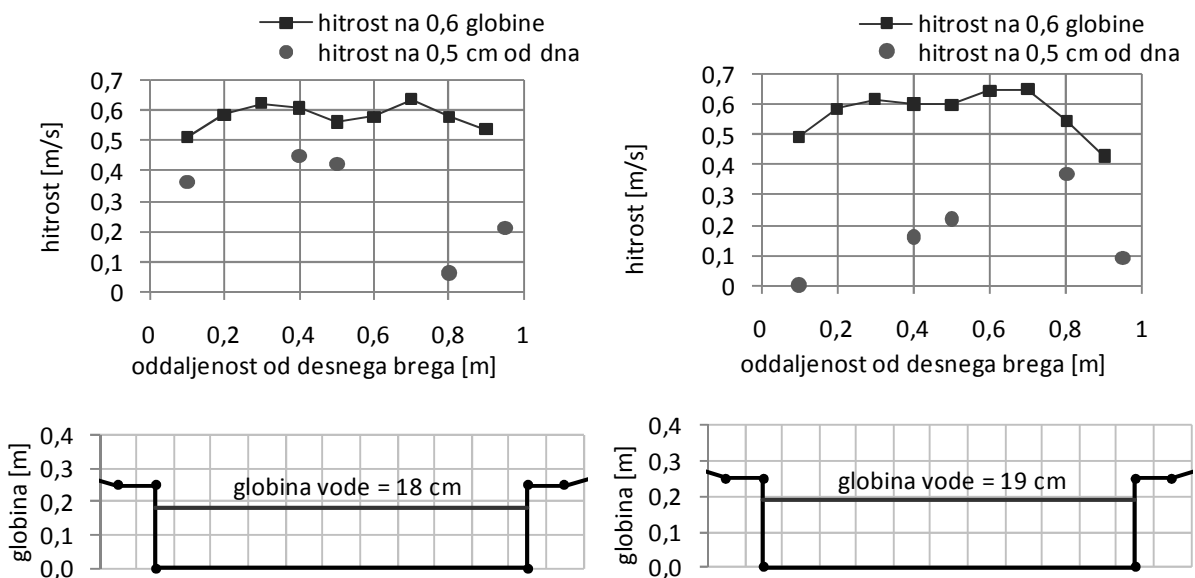 hitrost na 0,6 globine
hitrost na 0,5 cm od dna
0,7
0,6
0,5
0,4
0,3
0,2
0,1
0
hitrost [m/s]
0 0,2 0,4 0,6 0,8 1
oddaljenost od desnega brega [m]
hitrost na 0,6 globine
hitrost na 0,5 cm od dna
0,7
0,6
0,5
0,4
0,3
0,2
0,1
0
hitrost [m/s]
0 0,2 0,4 0,6 0,8 1
oddaljenost od desnega brega [m]
0,4
0,3
0,2
0,1
0,0
globina [m]
globina vode = 18 cm
0,4
0,3
0,2
0,1
0,0
globina [m]
globina vode = 19 cm